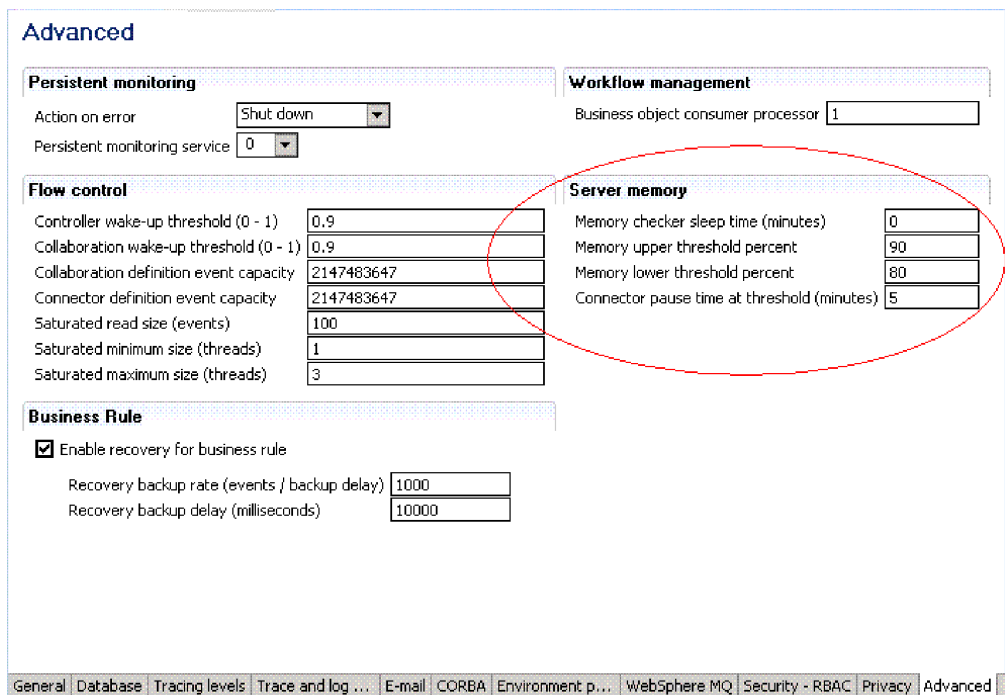 Advanced
Persistent monitoring
Action on error Shut down
Persistent monitoring service 0
Workflow management
Business object consumer processor 1
Flow control
Controller wake-up threshold (0 - 1) 0.9
Collaboration wake-up threshold (0 - 1) 0.9
Collaboration definition event capacity 2147483647
Connector definition event capacity 2147483647
Saturated read size (events) 100
Saturated minimum size (threads) 1
Saturated maximum size (threads) 3
Server memory
Memory checker sleep time (minutes) 0
Memory upper threshold percent 90
Memory lower threshold percent 80
Connector pause time at threshold (minutes) 5
Business Rule
Enable recovery for business rule
Recovery backup rate (events / backup delay) 1000
Recovery backup delay (milliseconds) 10000
General Database Tracing levels Trace and log ... E-mail CORBA Environment p... WebSphere MQ Security - RBAC Privacy Advanced